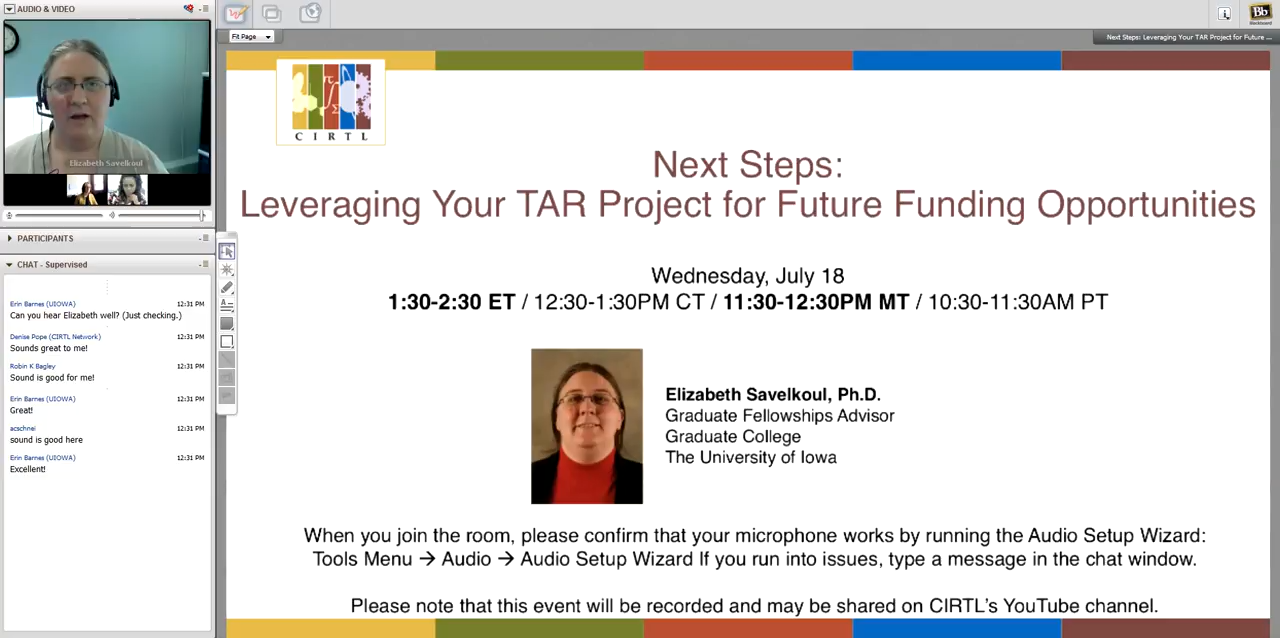 AUDIO & VIDEO
Elizabeth Savelkoul
PARTICIPANTS
CHAT - Supervised
Erin Barnes (UIOWA) 12:31 PM
Can you hear Elizabeth well? (Just checking.)
Denise Pope (CIRTL Network) 12:31 PM
Sounds great to me!
Robin K Bagley 12:31 PM
Sound is good for me!
Erin Barnes (UIOWA) 12:31 PM
Great!
acschnei 12:31 PM
sound is good here
Erin Barnes (UIOWA) 12:31 PM
Excellent!
Fit Page
Bb
Blackboard
Next Steps: Leveraging Your TAR Project for Future ...
CIRTL
Next Steps:
Leveraging Your TAR Project for Future Funding Opportunities
Wednesday, July 18
1:30-2:30 ET / 12:30-1:30PM CT / 11:30-12:30PM MT / 10:30-11:30AM PT
Elizabeth Savelkoul, Ph.D.
Graduate Fellowships Advisor
Graduate College
The University of Iowa
When you join the room, please confirm that your microphone works by running the Audio Setup Wizard:
Tools Menu → Audio → Audio Setup Wizard If you run into issues, type a message in the chat window.
Please note that this event will be recorded and may be shared on CIRTL's YouTube channel.